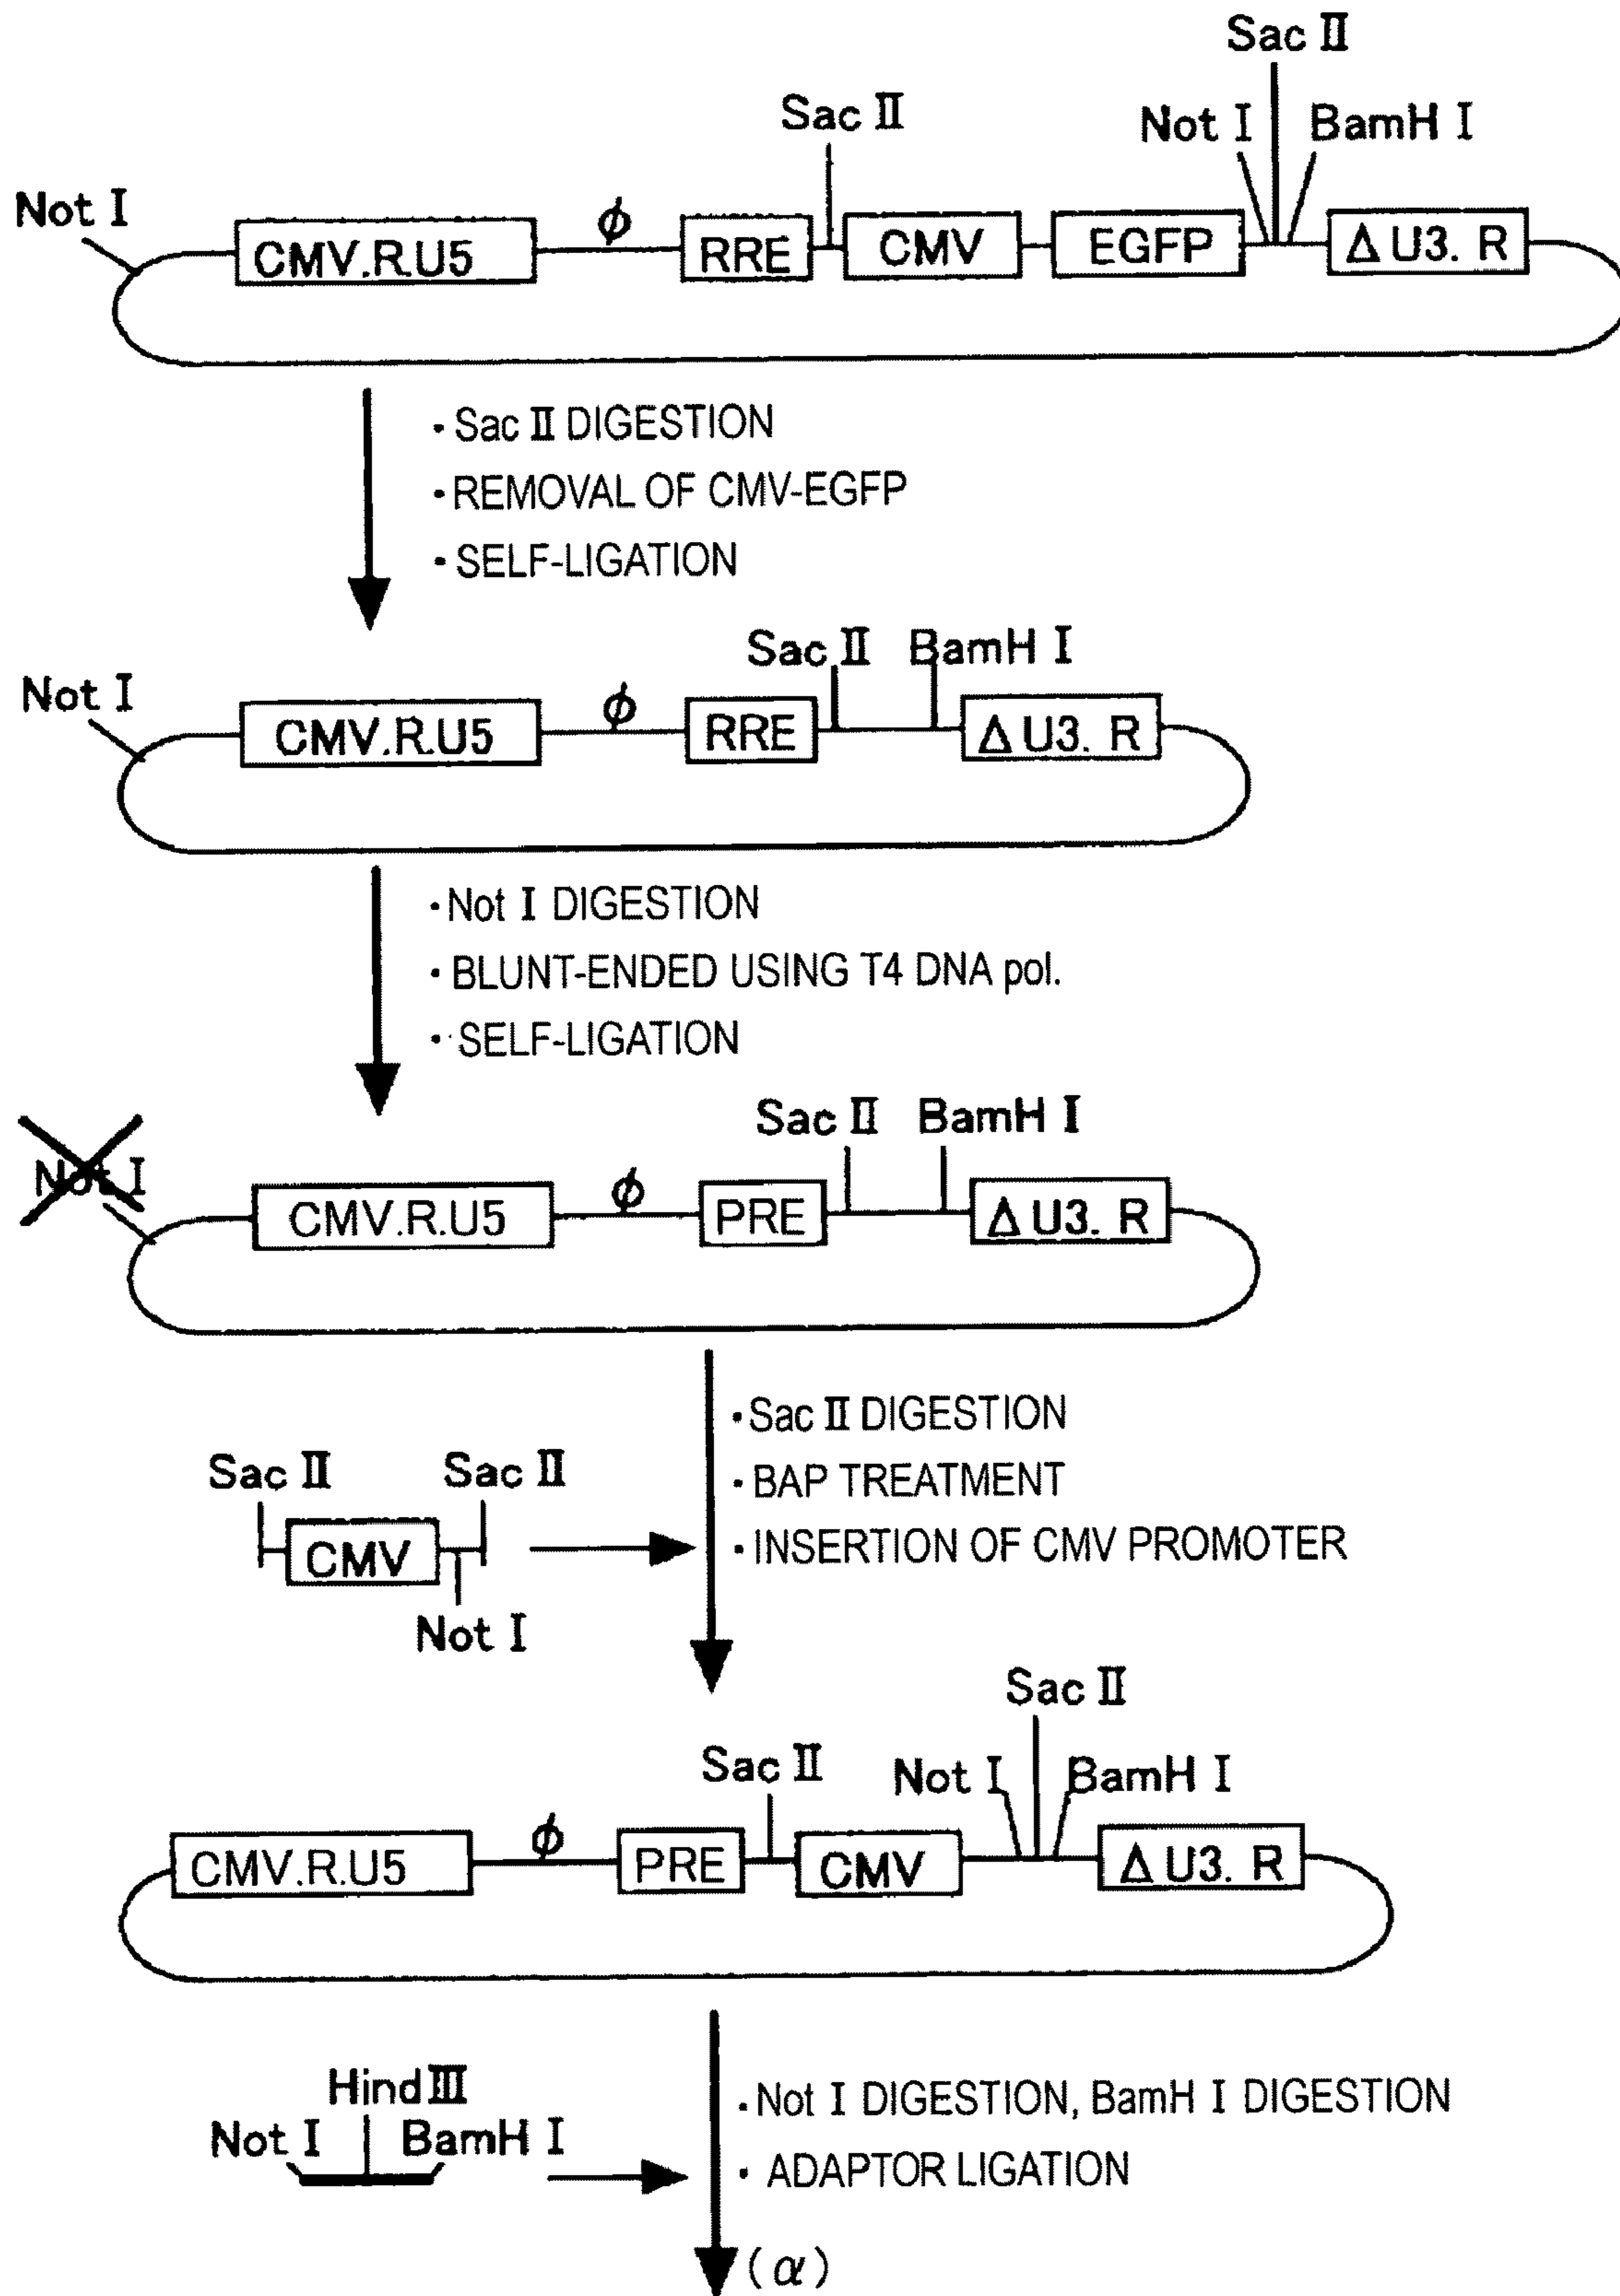 Sac Ⅱ
Sac Ⅱ
Not Ⅰ BamH Ⅰ
Not Ⅰ
CMV.R.U5 ϕ RRE CMV EGFP Δ U3. R
· Sac Ⅱ DIGESTION
· REMOVAL OF CMV-EGFP
· SELF-LIGATION
Sac Ⅱ BamH Ⅰ
Not Ⅰ
CMV.R.U5 ϕ RRE Δ U3. R
· Not Ⅰ DIGESTION
· BLUNT-ENDED USING T4 DNA pol.
· SELF-LIGATION
Sac Ⅱ BamH Ⅰ
Not Ⅰ
CMV.R.U5 ϕ PRE Δ U3. R
· Sac Ⅱ DIGESTION
· BAP TREATMENT
· INSERTION OF CMV PROMOTER
Sac Ⅱ Sac Ⅱ
CMV
Not Ⅰ
Sac Ⅱ
Sac Ⅱ Not Ⅰ BamH Ⅰ
CMV.R.U5 ϕ PRE CMV Δ U3. R
Hind Ⅲ
Not Ⅰ BamH Ⅰ
· Not Ⅰ DIGESTION, BamH Ⅰ DIGESTION
· ADAPTOR LIGATION
(α)